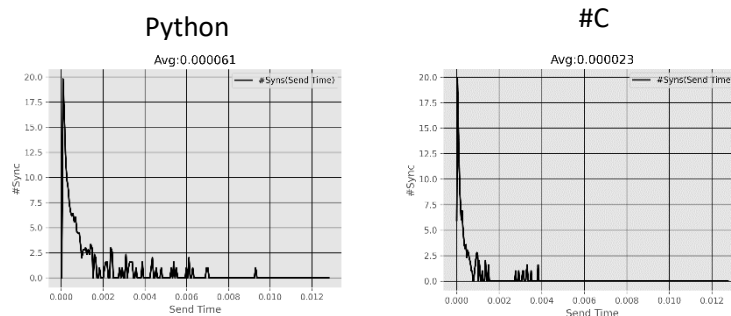 Python
Avg:0.000061
#Syns(Send Time)
20.0
17.5
15.0
12.5
10.0
7.5
5.0
2.5
0.0
#Sync
0.000 0.002 0.004 0.006 0.008 0.010 0.012
Send Time
#C
Avg:0.000023
#Syns(Send Time)
20.0
17.5
15.0
12.5
10.0
7.5
5.0
2.5
0.0
#Sync
0.000 0.002 0.004 0.006 0.008 0.010 0.012
Send Time